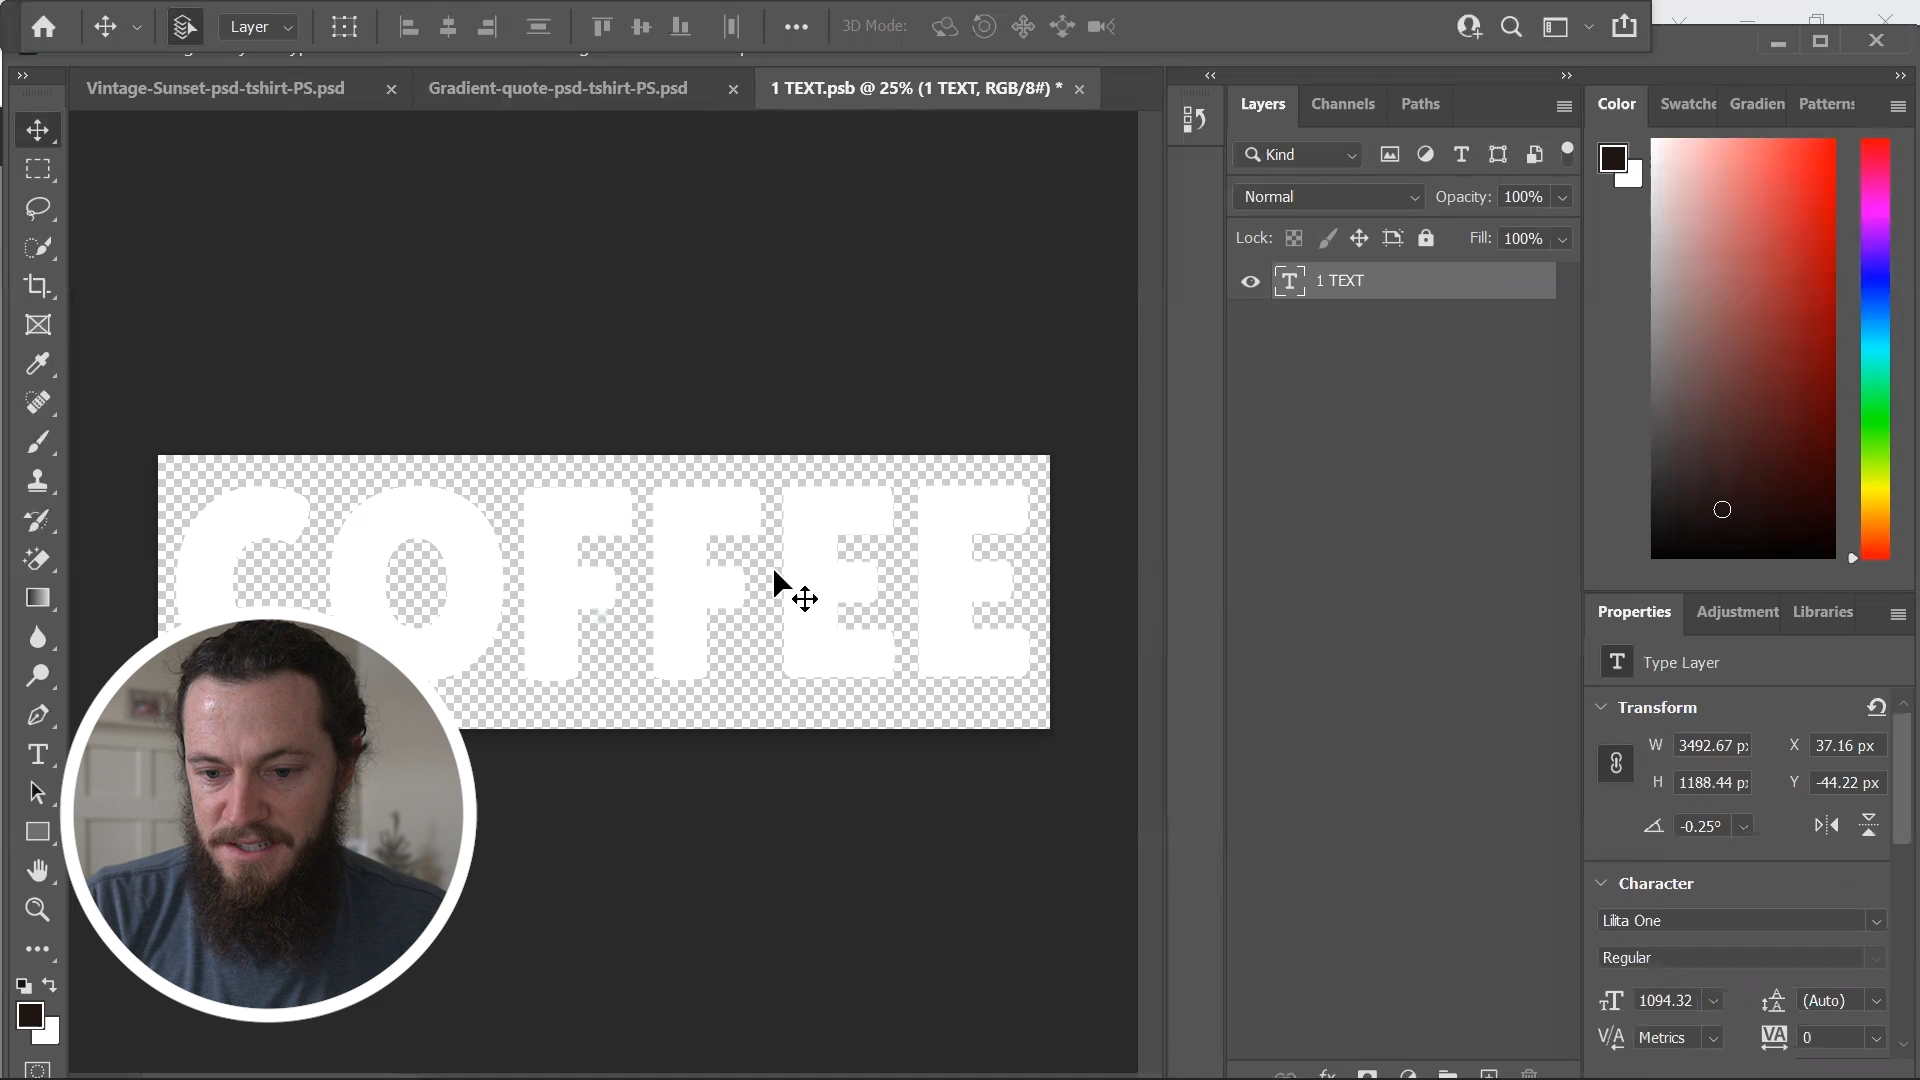 Layer
3D Mode:
Vintage-Sunset-psd-tshirt-PS.psd
Gradient-quote-psd-tshirt-PS.psd
1 TEXT.psb @ 25% (1 TEXT, RGB/8#) *
Layers
Channels
Paths
Color
Swatche
Gradien
Patterns
Kind
Normal
Opacity: 100%
Lock:
Fill: 100%
1 TEXT
COFFEE
Properties
Adjustment
Libraries
Type Layer
Transform
W 3492.67 px
X 37.16 px
H 1188.44 px
Y -44.22 px
-0.25°
Character
Lilita One
Regular
1094.32
(Auto)
Metrics
0